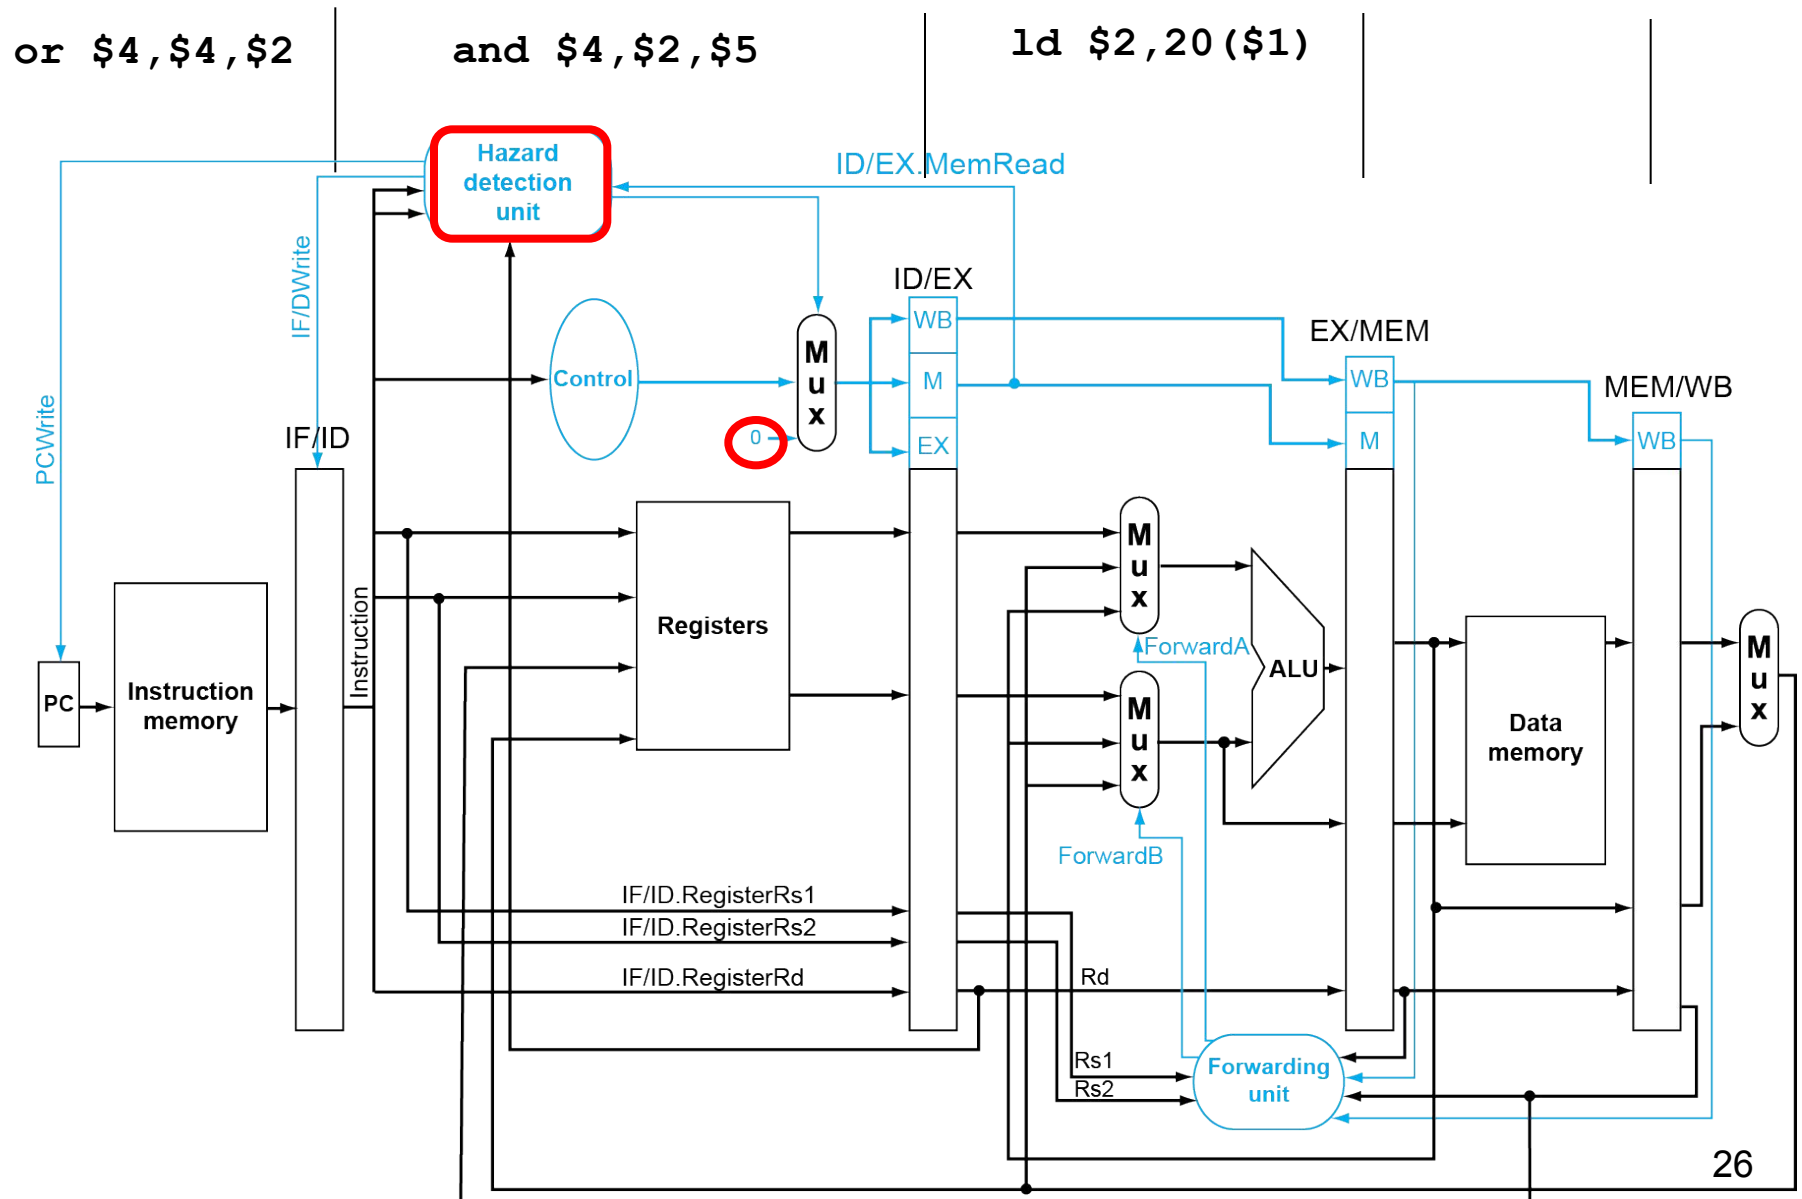 or $4,$4,$2
and $4,$2,$5
ld $2,20($1)
Hazard
detection
unit
ID/EX.MemRead
IF/DWrite
PCWrite
ID/EX
WB
M
EX
Control
0
M
u
x
EX/MEM
WB
M
MEM/WB
WB
IF/ID
Instruction
PC
Instruction
memory
Registers
M
u
x
ForwardA
M
u
x
ForwardB
ALU
Data
memory
M
u
x
IF/ID.RegisterRs1
IF/ID.RegisterRs2
IF/ID.RegisterRd
Rd
Rs1
Rs2
Forwarding
unit
26